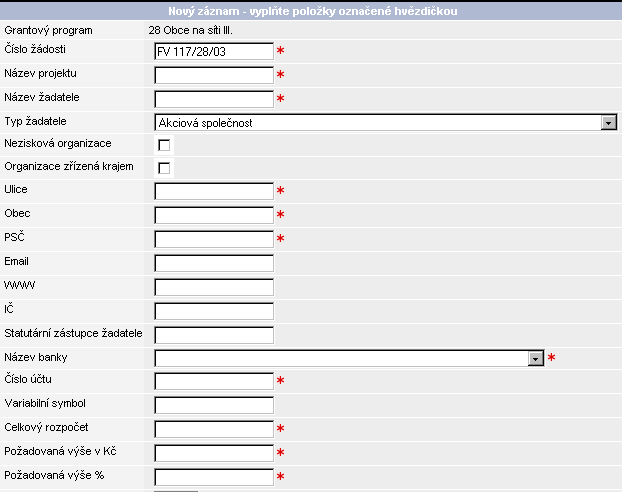 Nový záznam - vyplňte položky označené hvězdičkou
Grantový program 28 Obce na síti III.
Číslo žádosti FV 117/28/03 *
Název projektu *
Název žadatele *
Typ žadatele Akciová společnost
Nezisková organizace
Organizace zřízená krajem
Ulice *
Obec *
PSČ *
Email
WWW
IČ
Statutární zástupce žadatele
Název banky *
Číslo účtu *
Variabilní symbol
Celkový rozpočet *
Požadovaná výše v Kč *
Požadovaná výše % *